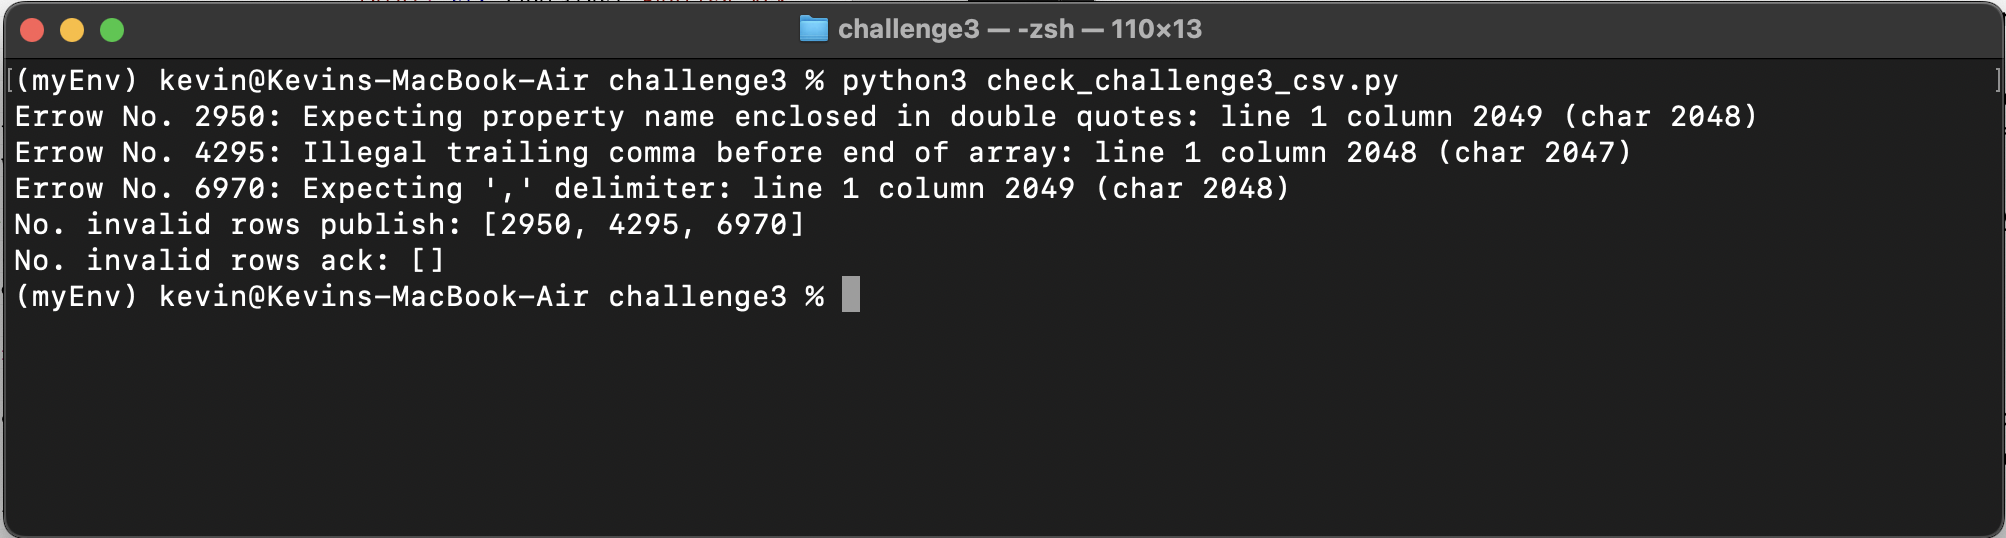 challenge3 — -zsh — 110×13
(myEnv) kevin@Kevins-MacBook-Air challenge3 % python3 check_challenge3_csv.py
Errow No. 2950: Expecting property name enclosed in double quotes: line 1 column 2049 (char 2048)
Errow No. 4295: Illegal trailing comma before end of array: line 1 column 2048 (char 2047)
Errow No. 6970: Expecting ',' delimiter: line 1 column 2049 (char 2048)
No. invalid rows publish: [2950, 4295, 6970]
No. invalid rows ack: []
(myEnv) kevin@Kevins-MacBook-Air challenge3 %